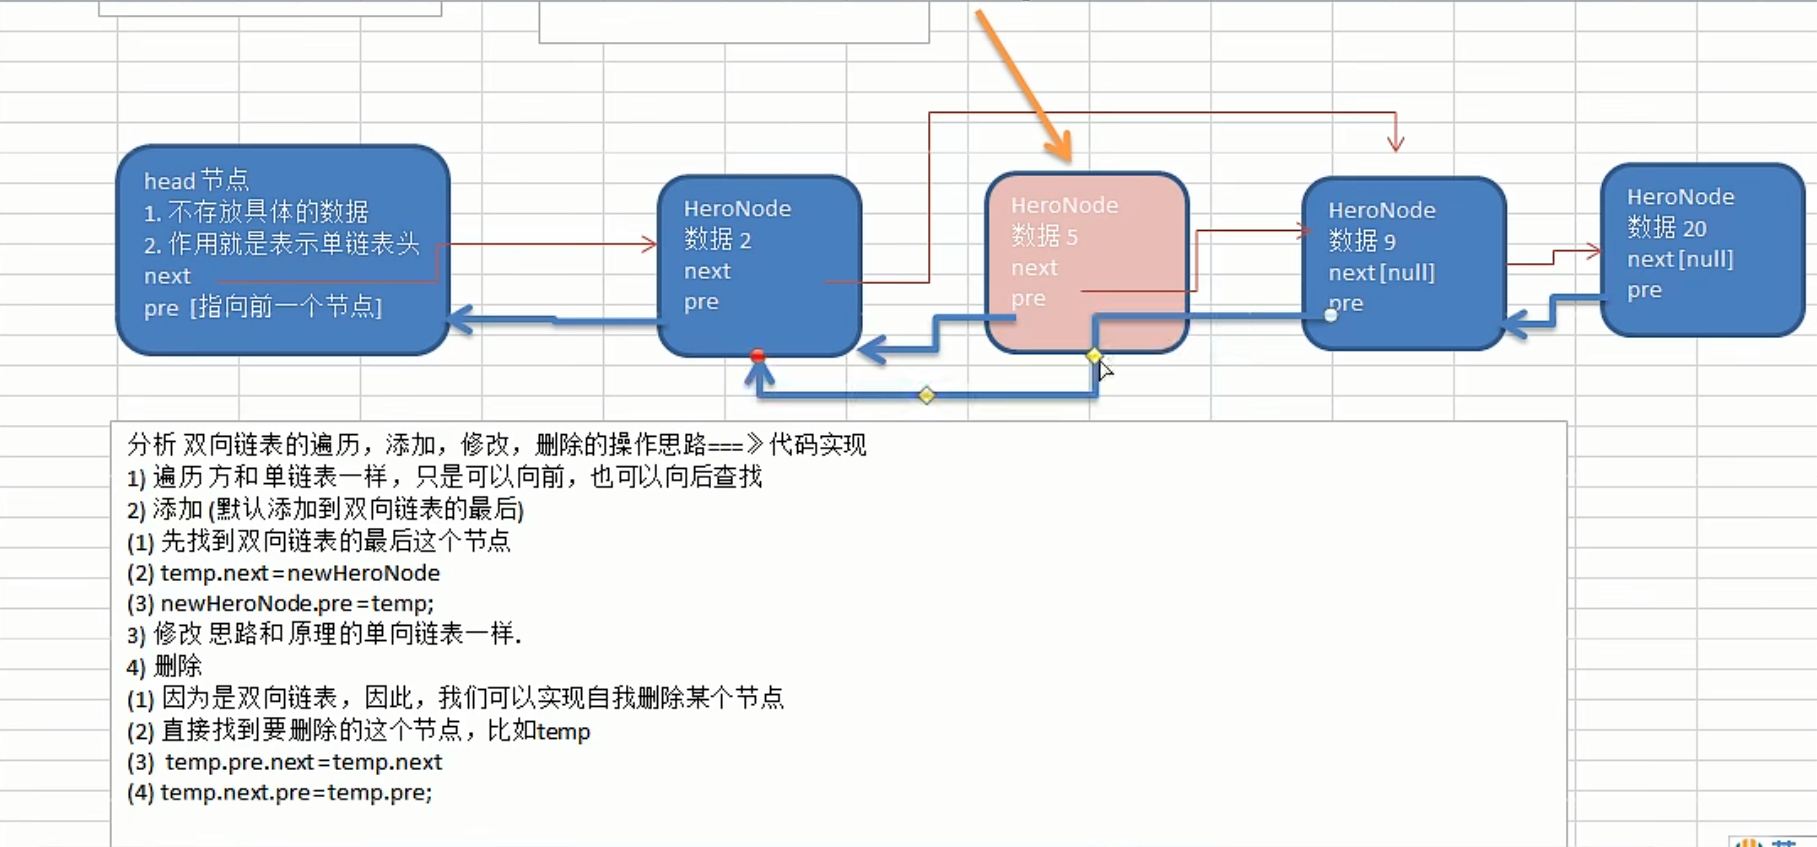 head 节点
1. 不存放具体的数据
2. 作用就是表示单链表头
next
pre [指向前一个节点]
HeroNode
数据 2
next
pre
HeroNode
数据 5
next
pre
HeroNode
数据 9
next [null]
pre
HeroNode
数据 20
next [null]
pre
分析 双向链表的遍历，添加，修改，删除的操作思路===》代码实现
1) 遍历 方和 单链表一样，只是可以向前，也可以向后查找
2) 添加 (默认添加到双向链表的最后)
(1) 先找到双向链表的最后这个节点
(2) temp.next = newHeroNode
(3) newHeroNode.pre = temp;
3) 修改 思路和 原理的单向链表一样.
4) 删除
(1) 因为是双向链表，因此，我们可以实现自我删除某个节点
(2) 直接找到要删除的这个节点，比如temp
(3) temp.pre.next = temp.next
(4) temp.next.pre = temp.pre;